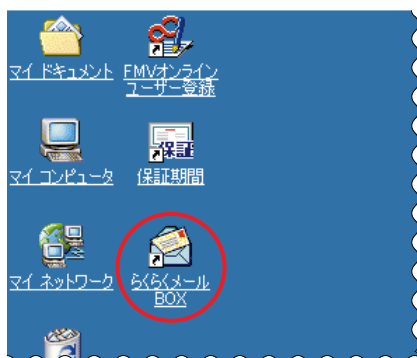 マイ ドキュメント
FMVオンライン
ユーザー登録
マイ コンピュータ
保証
保証期間
マイ ネットワーク
らくらくメール
BOX